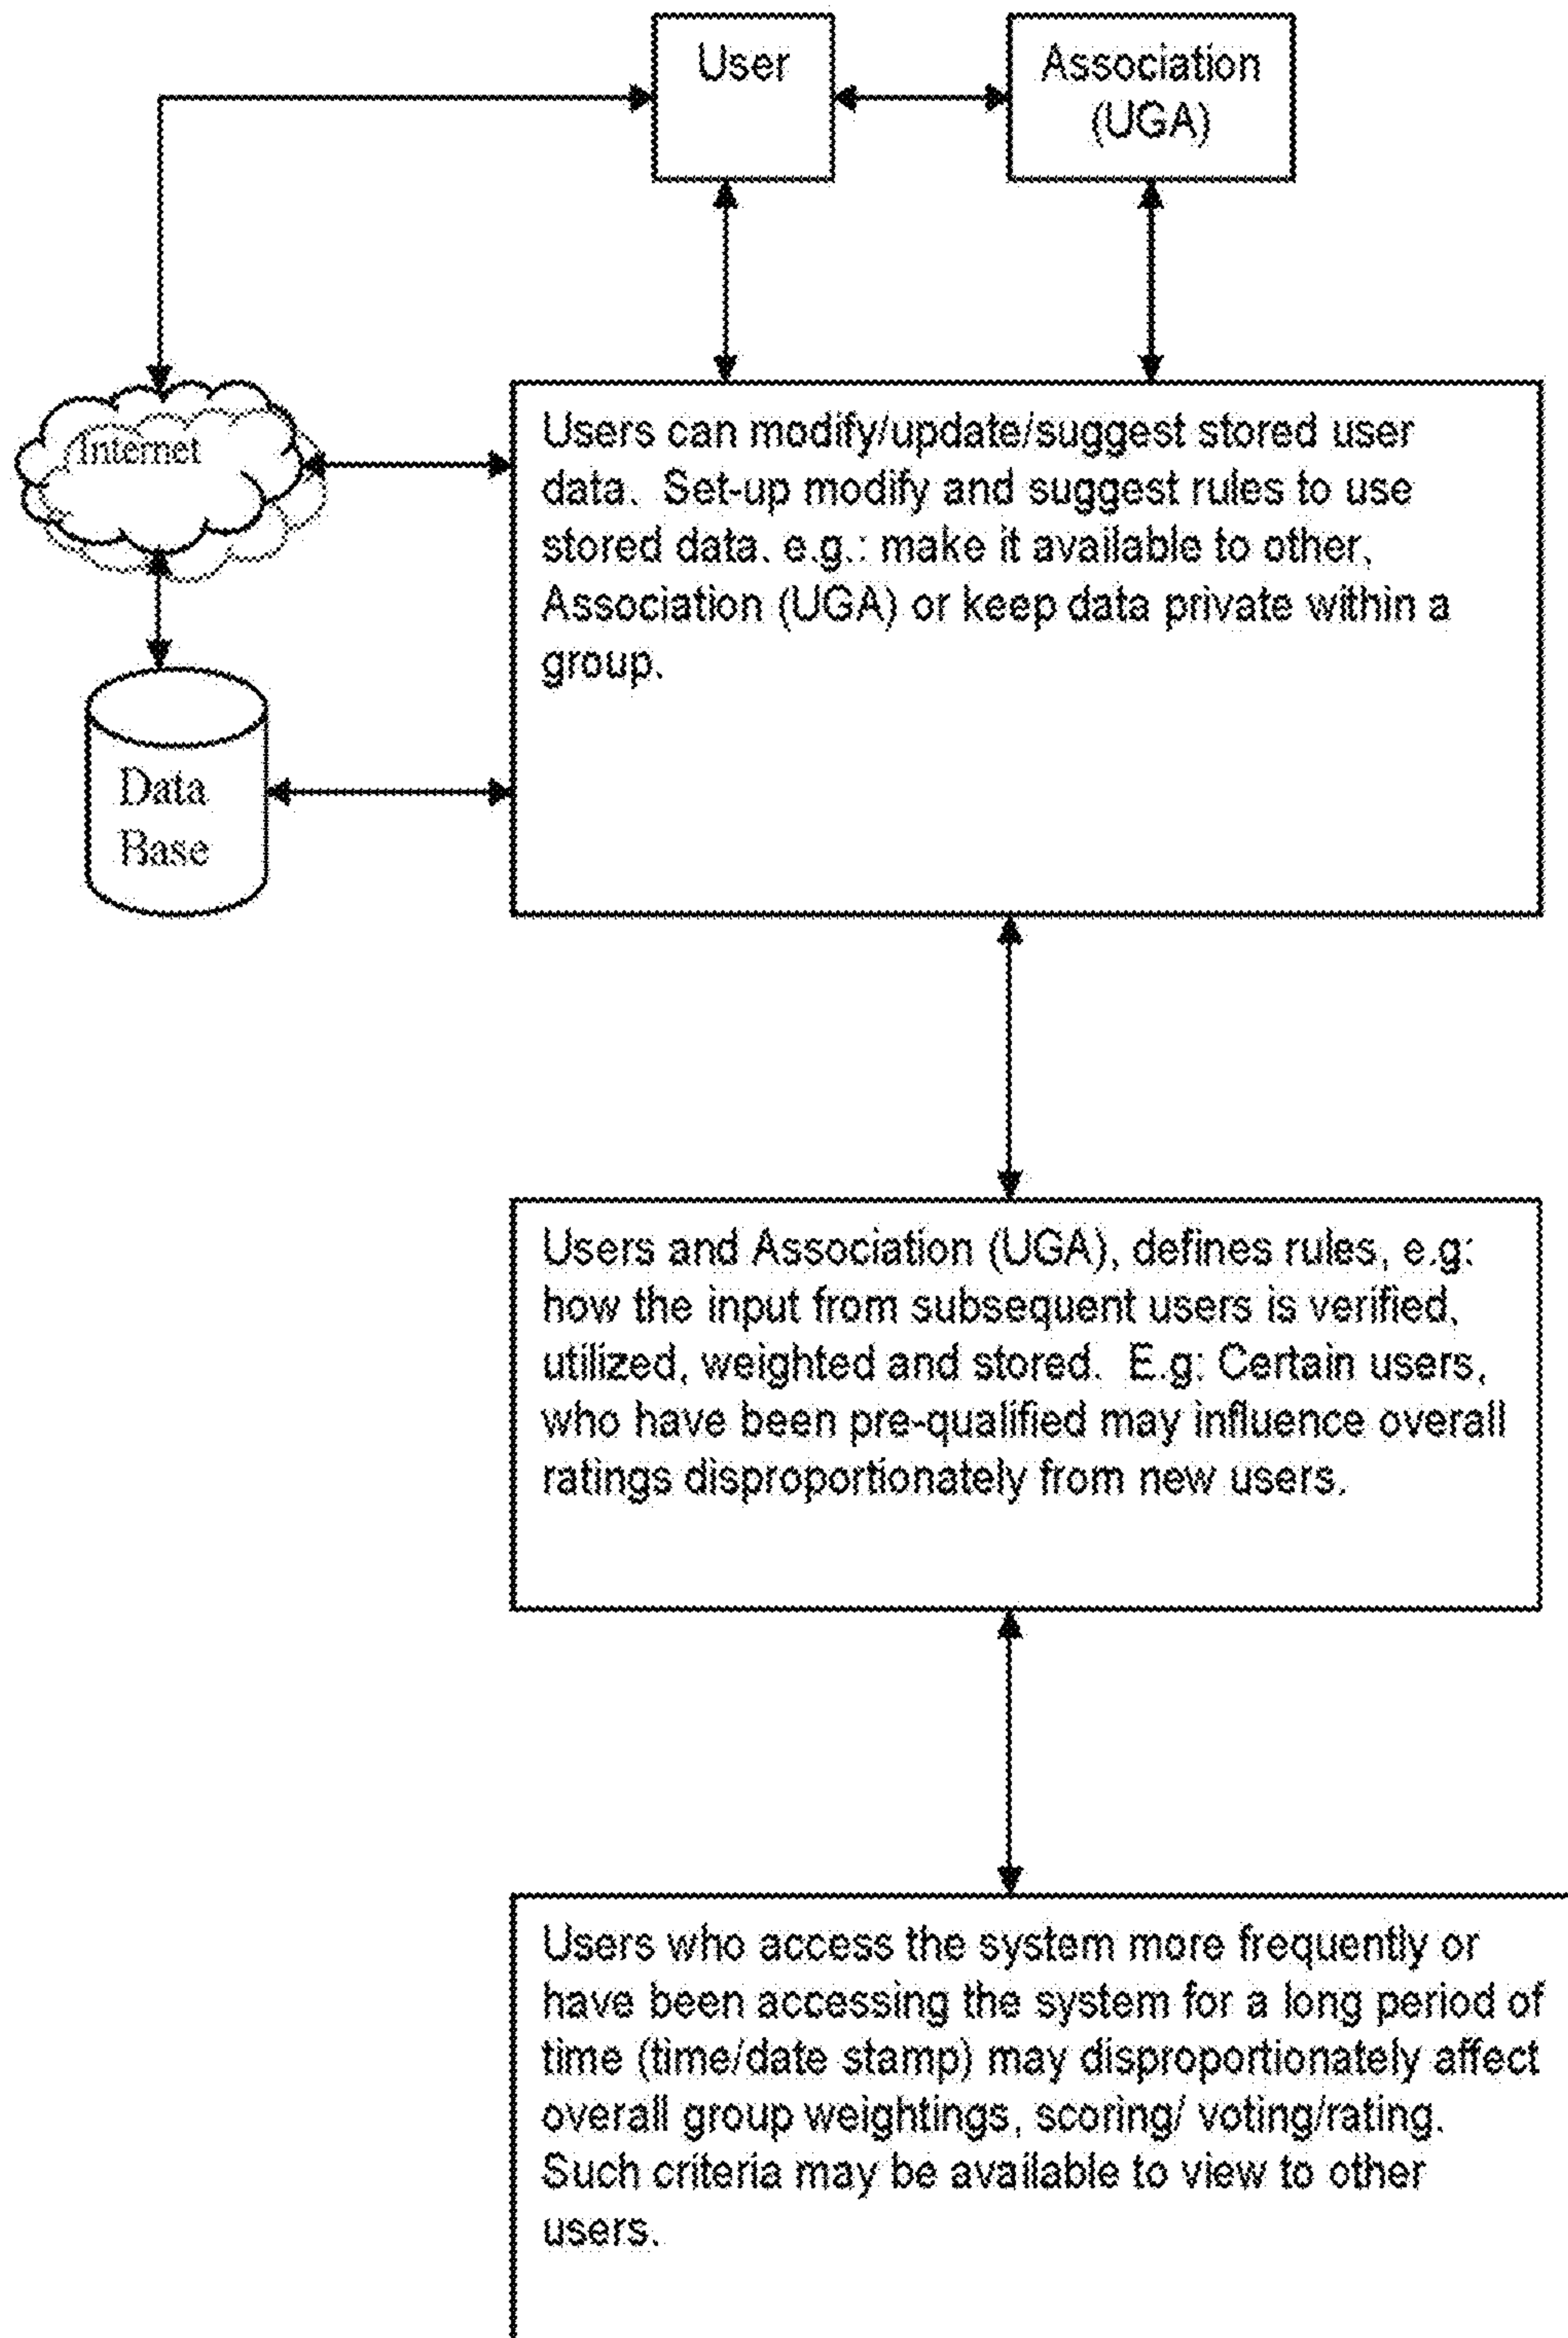 User
Association
(UGA)
Internet
Users can modify/update/suggest stored user
data.  Set-up modify and suggest rules to use
stored data. e.g.: make it available to other,
Association (UGA) or keep data private within a
group.
Data
Base
Users and Association (UGA), defines rules, e.g:
how the input from subsequent users is verified,
utilized, weighted and stored.  E.g: Certain users,
who have been pre-qualified may influence overall
ratings disproportionately from new users.
Users who access the system more frequently or
have been accessing the system for a long period of
time (time/date stamp) may disproportionately affect
overall group weightings, scoring/ voting/rating.
Such criteria may be available to view to other
users.